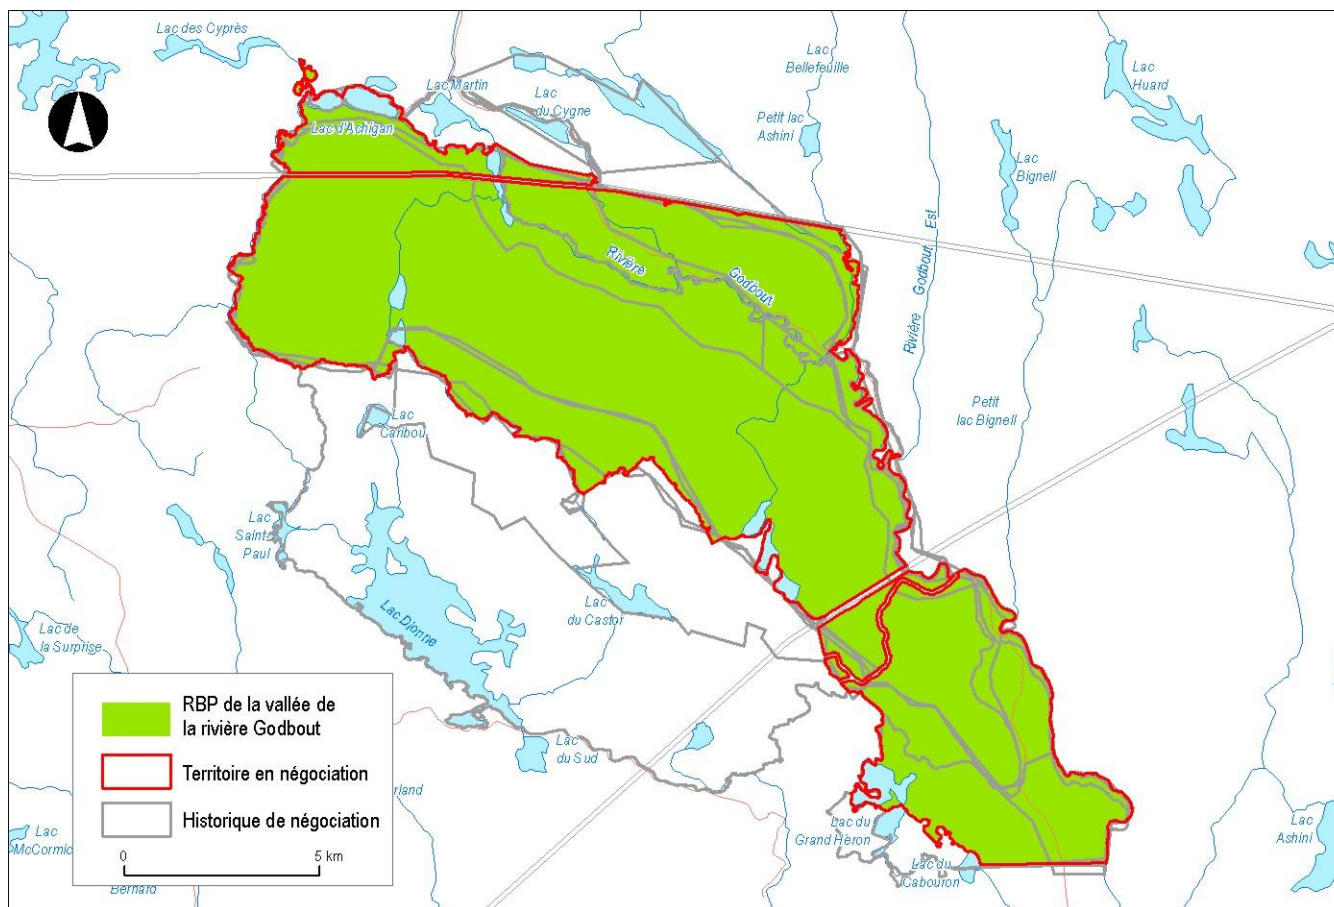 Lac des Cyprès
Lac Martin
Lac
du Cygne
Lac
Bellefeuille
Lac
Huard
Petit lac
Ashini
Lac d'Achigan
Lac
Bignell
Rivière
Godbout
Rivière Godbout Est
Petit
lac Bignell
Lac
Caribou
Lac
Saint-
Paul
Lac Dionne
Lac
du Castor
Lac de
la Surprise
Lac
du Sud
RBP de la vallée de
la rivière Godbout
Territoire en négociation
Historique de négociation
0 5 km
rland
Lac
McCormic
Bernard
Lac du
Grand Héron
Lac du
Cabouron
Lac
Ashini